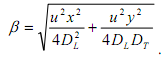 β = √(u²x²/4D_L² + u²y²/4D_L D_T) .